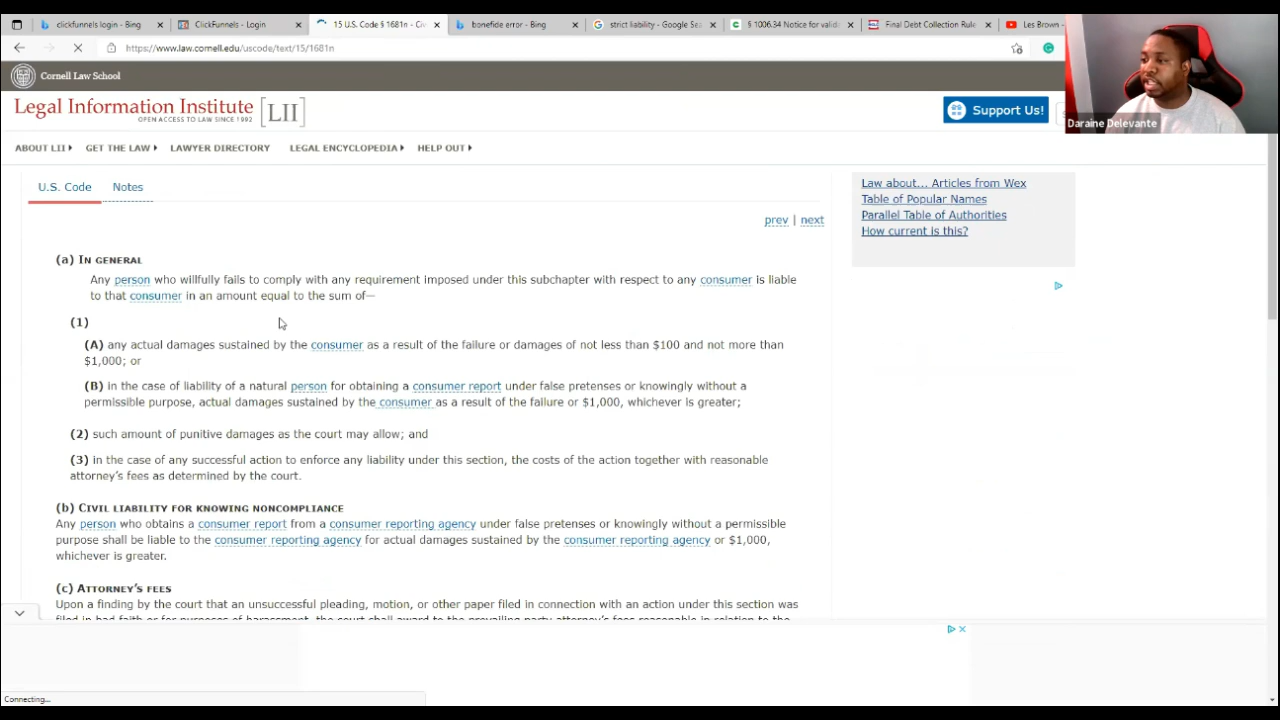 clickfunnels login - Bing
ClickFunnels - Login
15 U.S. Code § 1681n - Civ
bonefide error - Bing
strict liability - Google Sea
§ 1006.34 Notice for valid
Final Debt Collection Rule
Les Brown -
https://www.law.cornell.edu/uscode/text/15/1681n
Cornell Law School
Legal Information Institute [LII]
OPEN ACCESS TO LAW SINCE 1992
Support Us!
Daraine Delevante
ABOUT LII
GET THE LAW
LAWYER DIRECTORY
LEGAL ENCYCLOPEDIA
HELP OUT
U.S. Code
Notes
Law about... Articles from Wex
Table of Popular Names
Parallel Table of Authorities
How current is this?
prev | next
(a) IN GENERAL
Any person who willfully fails to comply with any requirement imposed under this subchapter with respect to any consumer is liable
to that consumer in an amount equal to the sum of—
(1)
(A) any actual damages sustained by the consumer as a result of the failure or damages of not less than $100 and not more than
$1,000; or
(B) in the case of liability of a natural person for obtaining a consumer report under false pretenses or knowingly without a
permissible purpose, actual damages sustained by the consumer as a result of the failure or $1,000, whichever is greater;
(2) such amount of punitive damages as the court may allow; and
(3) in the case of any successful action to enforce any liability under this section, the costs of the action together with reasonable
attorney's fees as determined by the court.
(b) CIVIL LIABILITY FOR KNOWING NONCOMPLIANCE
Any person who obtains a consumer report from a consumer reporting agency under false pretenses or knowingly without a permissible
purpose shall be liable to the consumer reporting agency for actual damages sustained by the consumer reporting agency or $1,000,
whichever is greater.
(c) ATTORNEY'S FEES
Upon a finding by the court that an unsuccessful pleading, motion, or other paper filed in connection with an action under this section was
filed in bad faith or for purposes of harassment, the court shall award to the prevailing party attorney's fees reasonable in relation to the
Connecting...